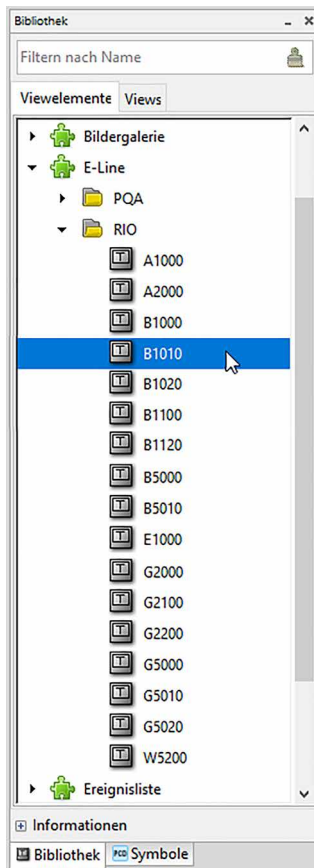 Bibliothek
Filtern nach Name
Viewelemente Views
Bildergalerie
E-Line
PQA
RIO
T A1000
T A2000
T B1000
T B1010
T B1020
T B1100
T B1120
T B5000
T B5010
T E1000
T G2000
T G2100
T G2200
T G5000
T G5010
T G5020
T W5200
Ereignisliste
Informationen
T Bibliothek PCD Symbole